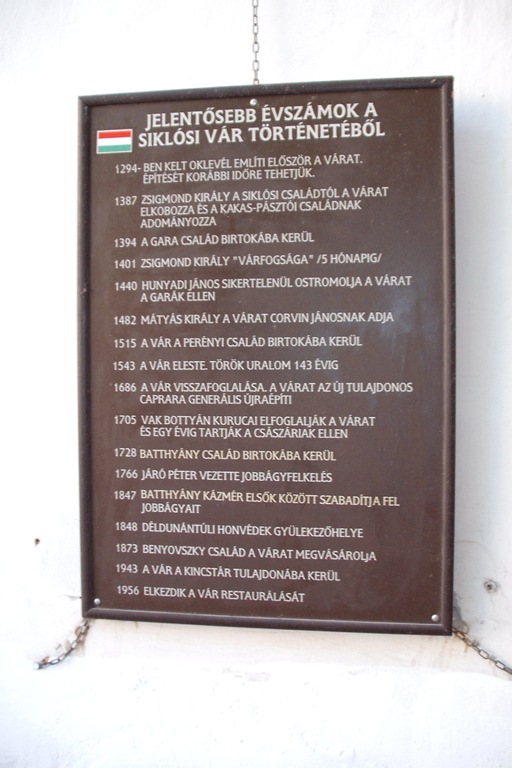 JELENTŐSEBB ÉVSZÁMOK A
SIKLÓSI VÁR TÖRTÉNETÉBŐL
1294- BEN KELT OKLEVÉL EMLÍTI ELŐSZÖR A VÁRAT.
ÉPÍTÉSÉT KORÁBBI IDŐRE TEHETJÜK.
1387 ZSIGMOND KIRÁLY A SIKLÓSI CSALÁDTÓL A VÁRAT
ELKOBOZZA ÉS A KAKAS-PÁSZTÓI CSALÁDNAK
ADOMÁNYOZZA
1394 A GARA CSALÁD BIRTOKÁBA KERÜL
1401 ZSIGMOND KIRÁLY "VÁRFOGSÁGA" /5 HÓNAPIG/
1440 HUNYADI JÁNOS SIKERTELENÜL OSTROMOLJA A VÁRAT
A GARÁK ELLEN
1482 MÁTYÁS KIRÁLY A VÁRAT CORVIN JÁNOSNAK ADJA
1515 A VÁR A PERÉNYI CSALÁD BIRTOKÁBA KERÜL
1543 A VÁR ELESTE. TÖRÖK URALOM 143 ÉVIG
1686 A VÁR VISSZAFOGLALÁSA. A VÁRAT AZ ÚJ TULAJDONOS
CAPRARA GENERÁLIS ÚJRAÉPÍTI
1705 VAK BOTTYÁN KURUCAI ELFOGLALJÁK A VÁRAT
ÉS EGY ÉVIG TARTJÁK A CSÁSZÁRIAK ELLEN
1728 BATTHYÁNY CSALÁD BIRTOKÁBA KERÜL
1766 JÁRÓ PÉTER VEZETTE JOBBÁGYFELKELÉS
1847 BATTHYÁNY KÁZMÉR ELSŐK KÖZÖTT SZABADÍTJA FEL
JOBBÁGYAIT
1848 DÉLDUNÁNTÚLI HONVÉDEK GYÜLEKEZŐHELYE
1873 BENYOVSZKY CSALÁD A VÁRAT MEGVÁSÁROLJA
1943 A VÁR A KINCSTÁR TULAJDONÁBA KERÜL
1956 ELKEZDIK A VÁR RESTAURÁLÁSÁT